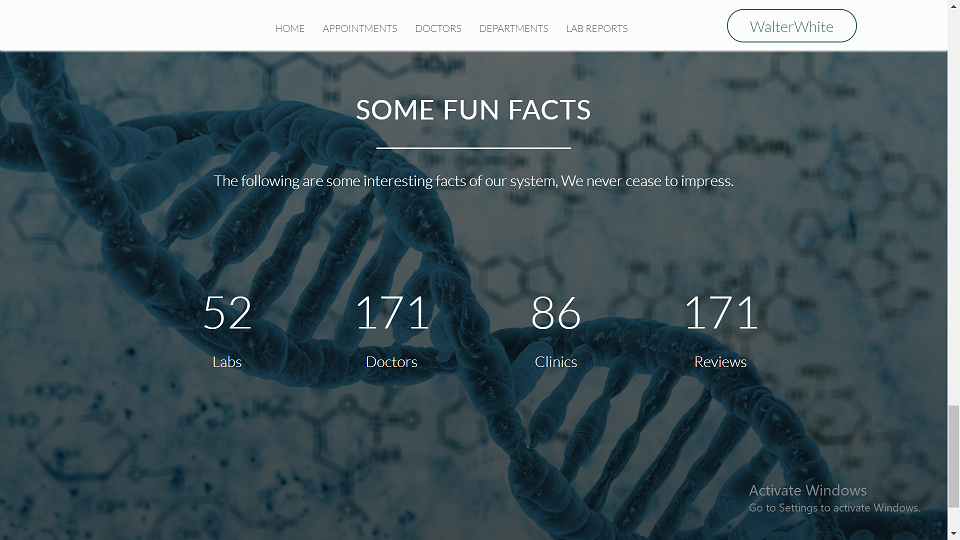 HOME APPOINTMENTS DOCTORS DEPARTMENTS LAB REPORTS WalterWhite
SOME FUN FACTS
The following are some interesting facts of our system, We never cease to impress.
52 171 86 171
Labs Doctors Clinics Reviews
Activate Windows
Go to Settings to activate Windows.